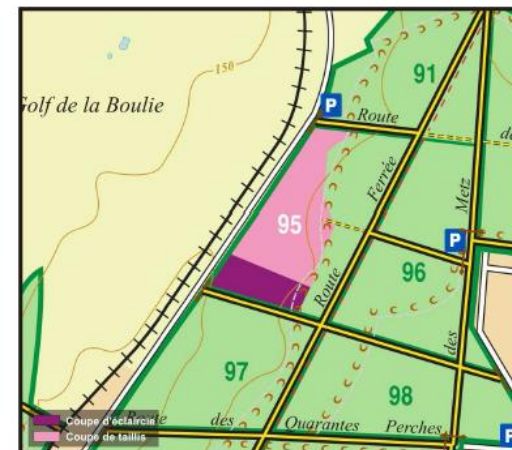 91
150
Golf de la Boulie
P
Route
Ferrée
Metz
95
P
96
Route
des
97
98
Coupe d'éclaircie
Coupe de taillis
Route
des
Quarantes
Perches
P